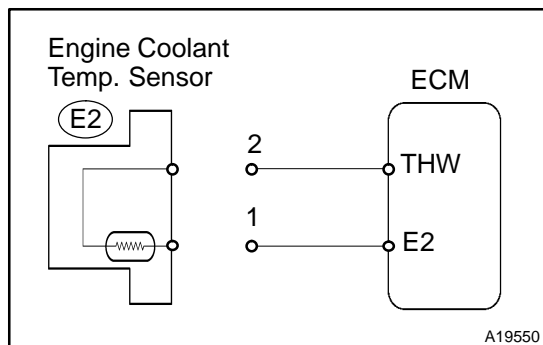 Engine Coolant
Temp. Sensor
ECM
E2
2
THW
1
E2
A19550